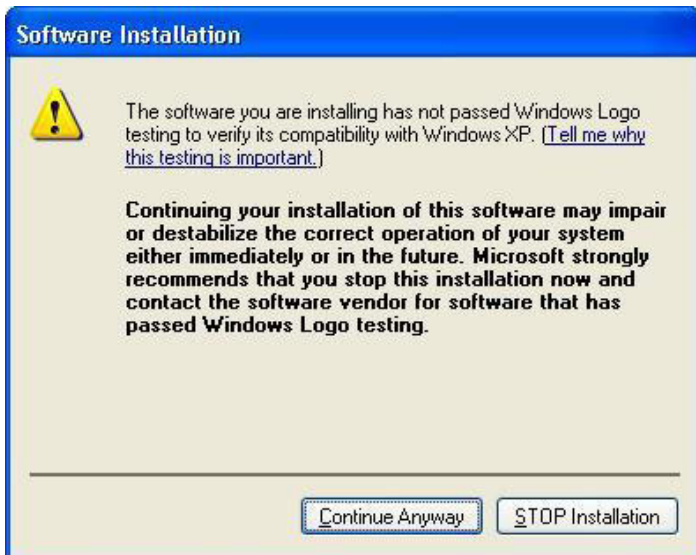 Software Installation
The software you are installing has not passed Windows Logo
testing to verify its compatibility with Windows XP. (Tell me why
this testing is important.)
Continuing your installation of this software may impair
or destabilize the correct operation of your system
either immediately or in the future. Microsoft strongly
recommends that you stop this installation now and
contact the software vendor for software that has
passed Windows Logo testing.
Continue Anyway
STOP Installation